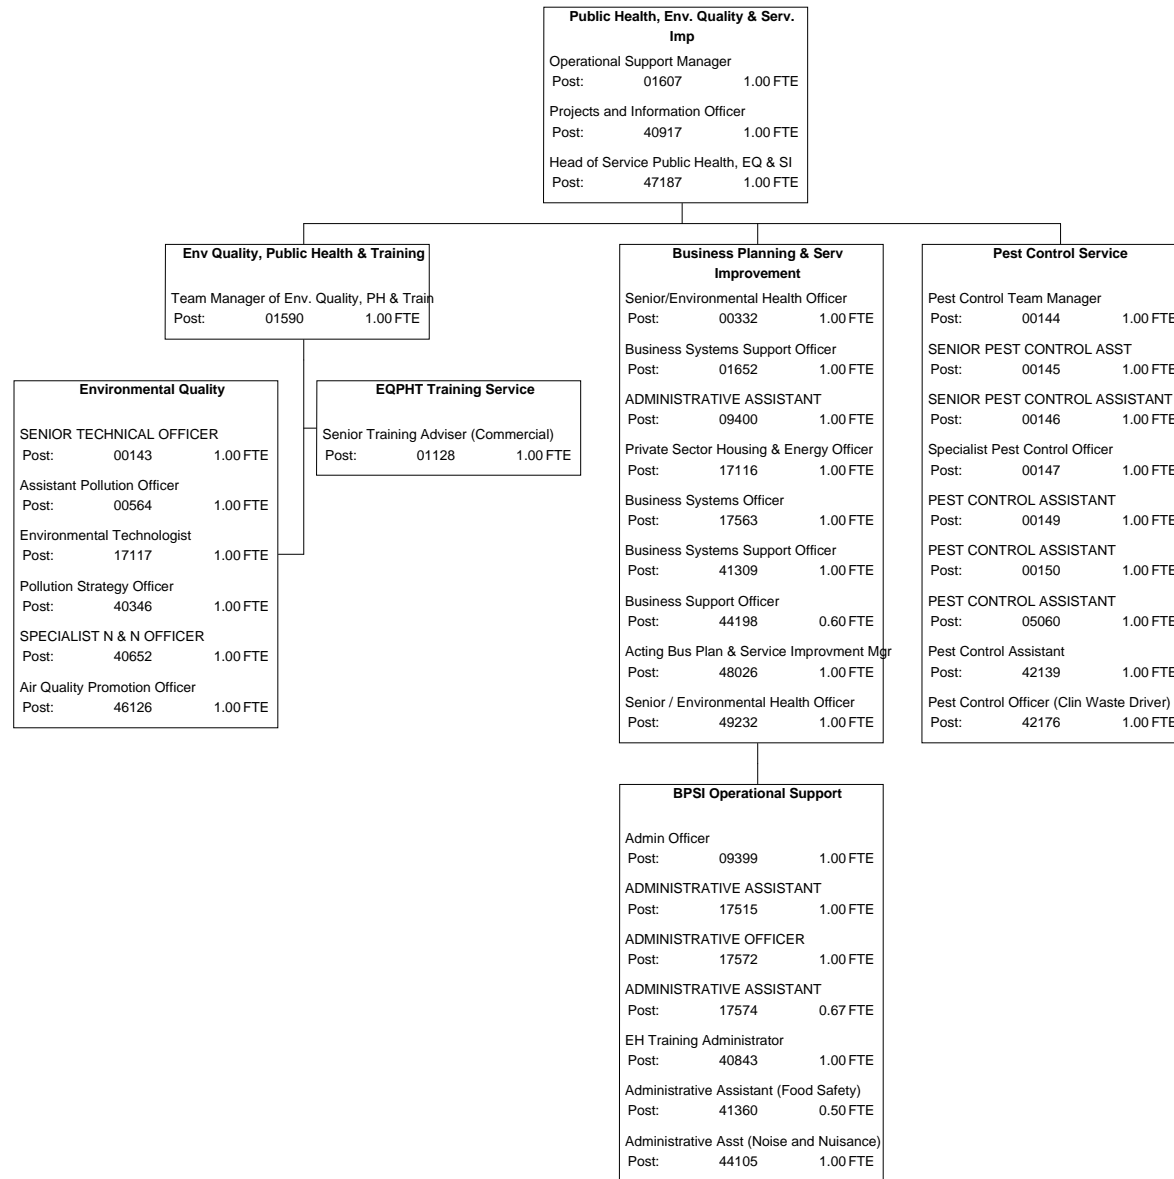 Public Health, Env. Quality & Serv.
Imp
Operational Support Manager
Post: 01607 1.00 FTE
Projects and Information Officer
Post: 40917 1.00 FTE
Head of Service Public Health, EQ & SI
Post: 47187 1.00 FTE
Env Quality, Public Health & Training
Team Manager of Env. Quality, PH & Train
Post: 01590 1.00 FTE
Environmental Quality
SENIOR TECHNICAL OFFICER
Post: 00143 1.00 FTE
Assistant Pollution Officer
Post: 00564 1.00 FTE
Environmental Technologist
Post: 17117 1.00 FTE
Pollution Strategy Officer
Post: 40346 1.00 FTE
SPECIALIST N & N OFFICER
Post: 40652 1.00 FTE
Air Quality Promotion Officer
Post: 46126 1.00 FTE
EQPHT Training Service
Senior Training Adviser (Commercial)
Post: 01128 1.00 FTE
Business Planning & Serv
Improvement
Senior/Environmental Health Officer
Post: 00332 1.00 FTE
Business Systems Support Officer
Post: 01652 1.00 FTE
ADMINISTRATIVE ASSISTANT
Post: 09400 1.00 FTE
Private Sector Housing & Energy Officer
Post: 17116 1.00 FTE
Business Systems Officer
Post: 17563 1.00 FTE
Business Systems Support Officer
Post: 41309 1.00 FTE
Business Support Officer
Post: 44198 0.60 FTE
Acting Bus Plan & Service Improvment Mgr
Post: 48026 1.00 FTE
Senior / Environmental Health Officer
Post: 49232 1.00 FTE
BPSI Operational Support
Admin Officer
Post: 09399 1.00 FTE
ADMINISTRATIVE ASSISTANT
Post: 17515 1.00 FTE
ADMINISTRATIVE OFFICER
Post: 17572 1.00 FTE
ADMINISTRATIVE ASSISTANT
Post: 17574 0.67 FTE
EH Training Administrator
Post: 40843 1.00 FTE
Administrative Assistant (Food Safety)
Post: 41360 0.50 FTE
Administrative Asst (Noise and Nuisance)
Post: 44105 1.00 FTE
Pest Control Service
Pest Control Team Manager
Post: 00144 1.00 FTE
SENIOR PEST CONTROL ASST
Post: 00145 1.00 FTE
SENIOR PEST CONTROL ASSISTANT
Post: 00146 1.00 FTE
Specialist Pest Control Officer
Post: 00147 1.00 FTE
PEST CONTROL ASSISTANT
Post: 00149 1.00 FTE
PEST CONTROL ASSISTANT
Post: 00150 1.00 FTE
PEST CONTROL ASSISTANT
Post: 05060 1.00 FTE
Pest Control Assistant
Post: 42139 1.00 FTE
Pest Control Officer (Clin Waste Driver)
Post: 42176 1.00 FTE